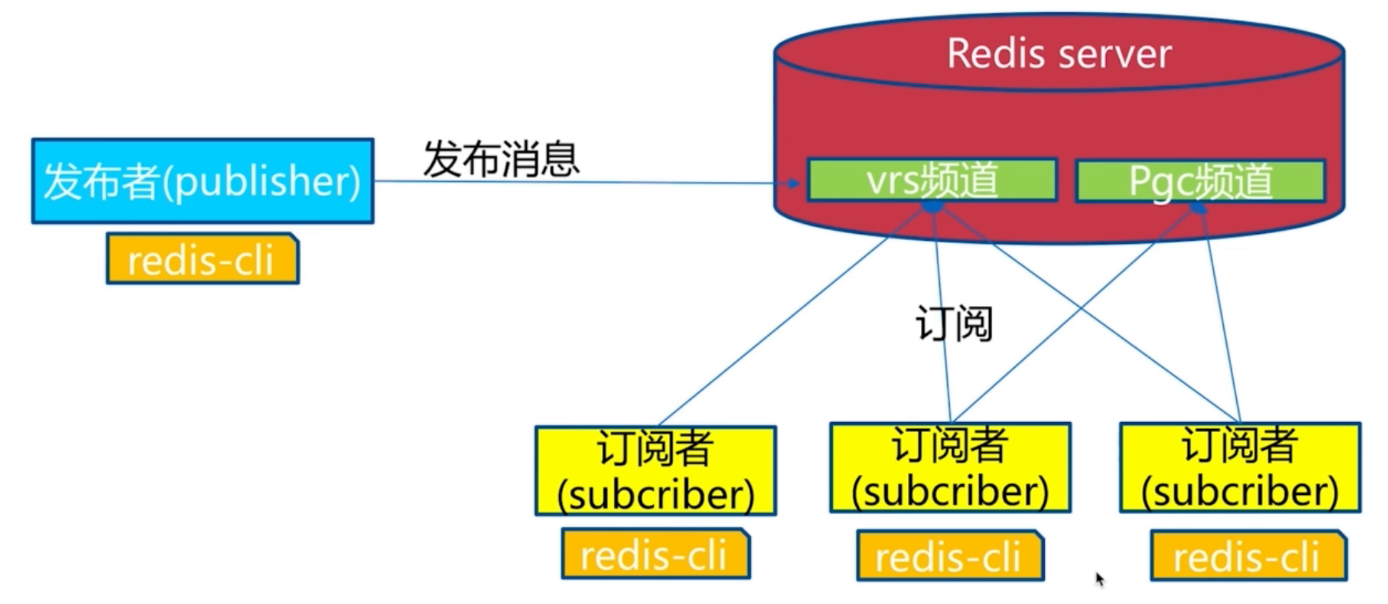 Redis server
发布者(publisher)
发布消息
vrs频道
Pgc频道
redis-cli
订阅
订阅者
(subcriber)
订阅者
(subcriber)
订阅者
(subcriber)
redis-cli
redis-cli
redis-cli